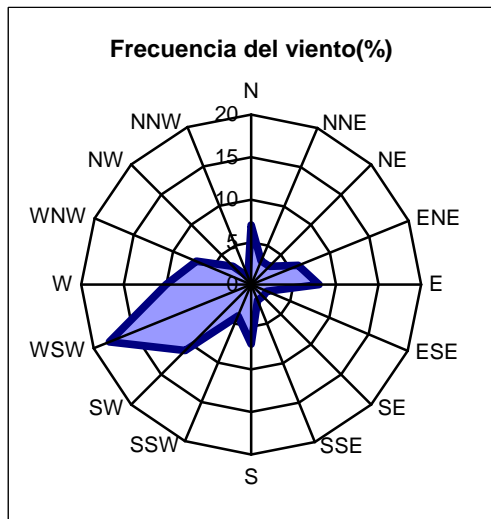 Frecuencia del viento(%)
N
NNE
NE
ENE
E
ESE
SE
SSE
S
SSW
SW
WSW
W
WNW
NW
NNW
20
15
10
5
0